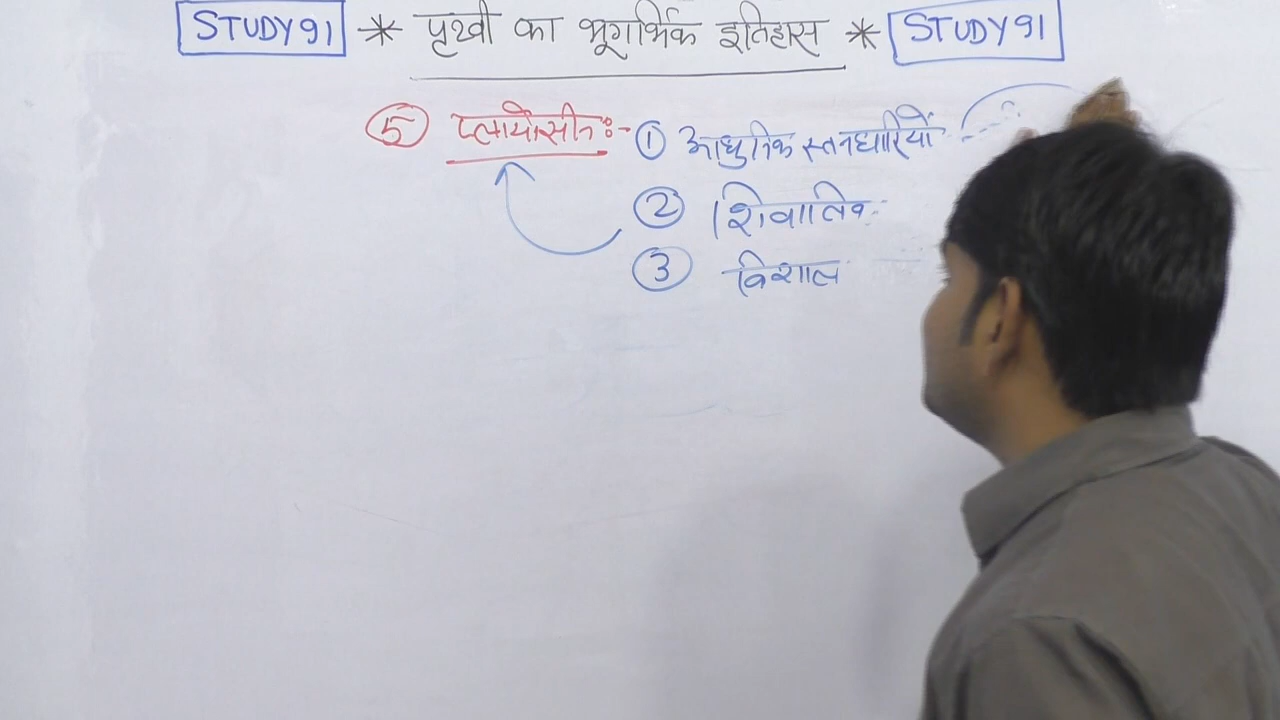 STUDY91 * पृथ्वी का भूगर्भिक इतिहास * STUDY91
5 प्लायोसीन :- 1 आधुनिक स्तनधारियों
2 शिवालिक
3 विशाल